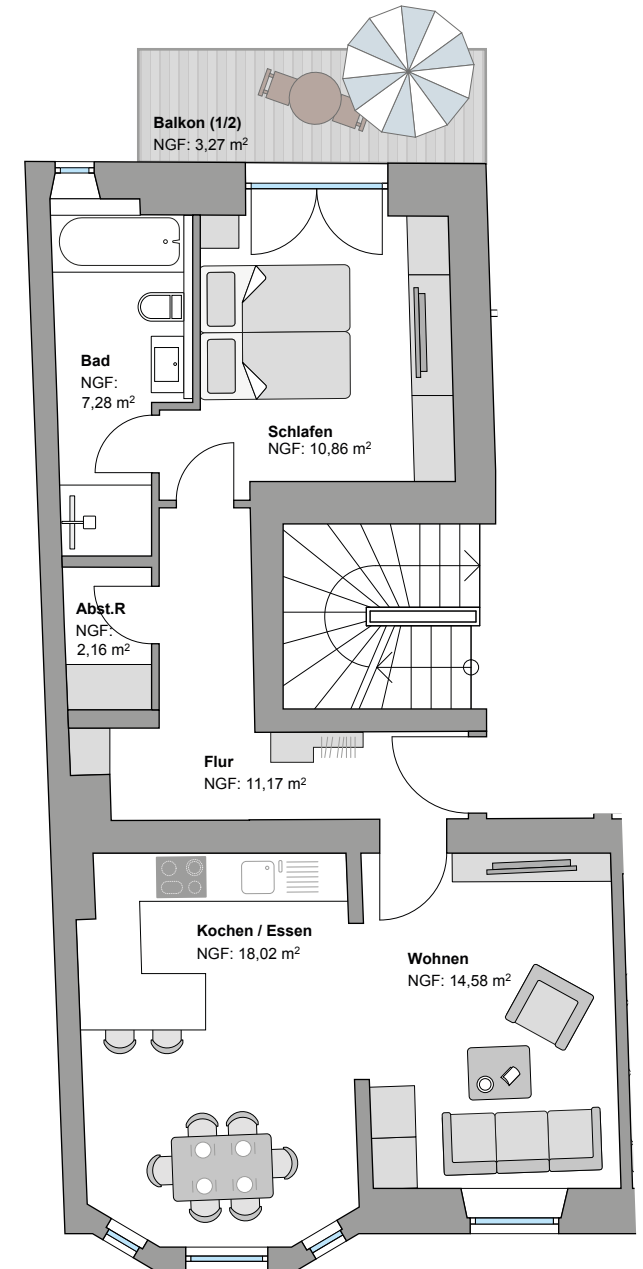 Balkon (1/2)
NGF: 3,27 m²
Bad
NGF:
7,28 m²
Schlafen
NGF: 10,86 m²
Abst.R
NGF:
2,16 m²
Flur
NGF: 11,17 m²
Kochen / Essen
NGF: 18,02 m²
Wohnen
NGF: 14,58 m²